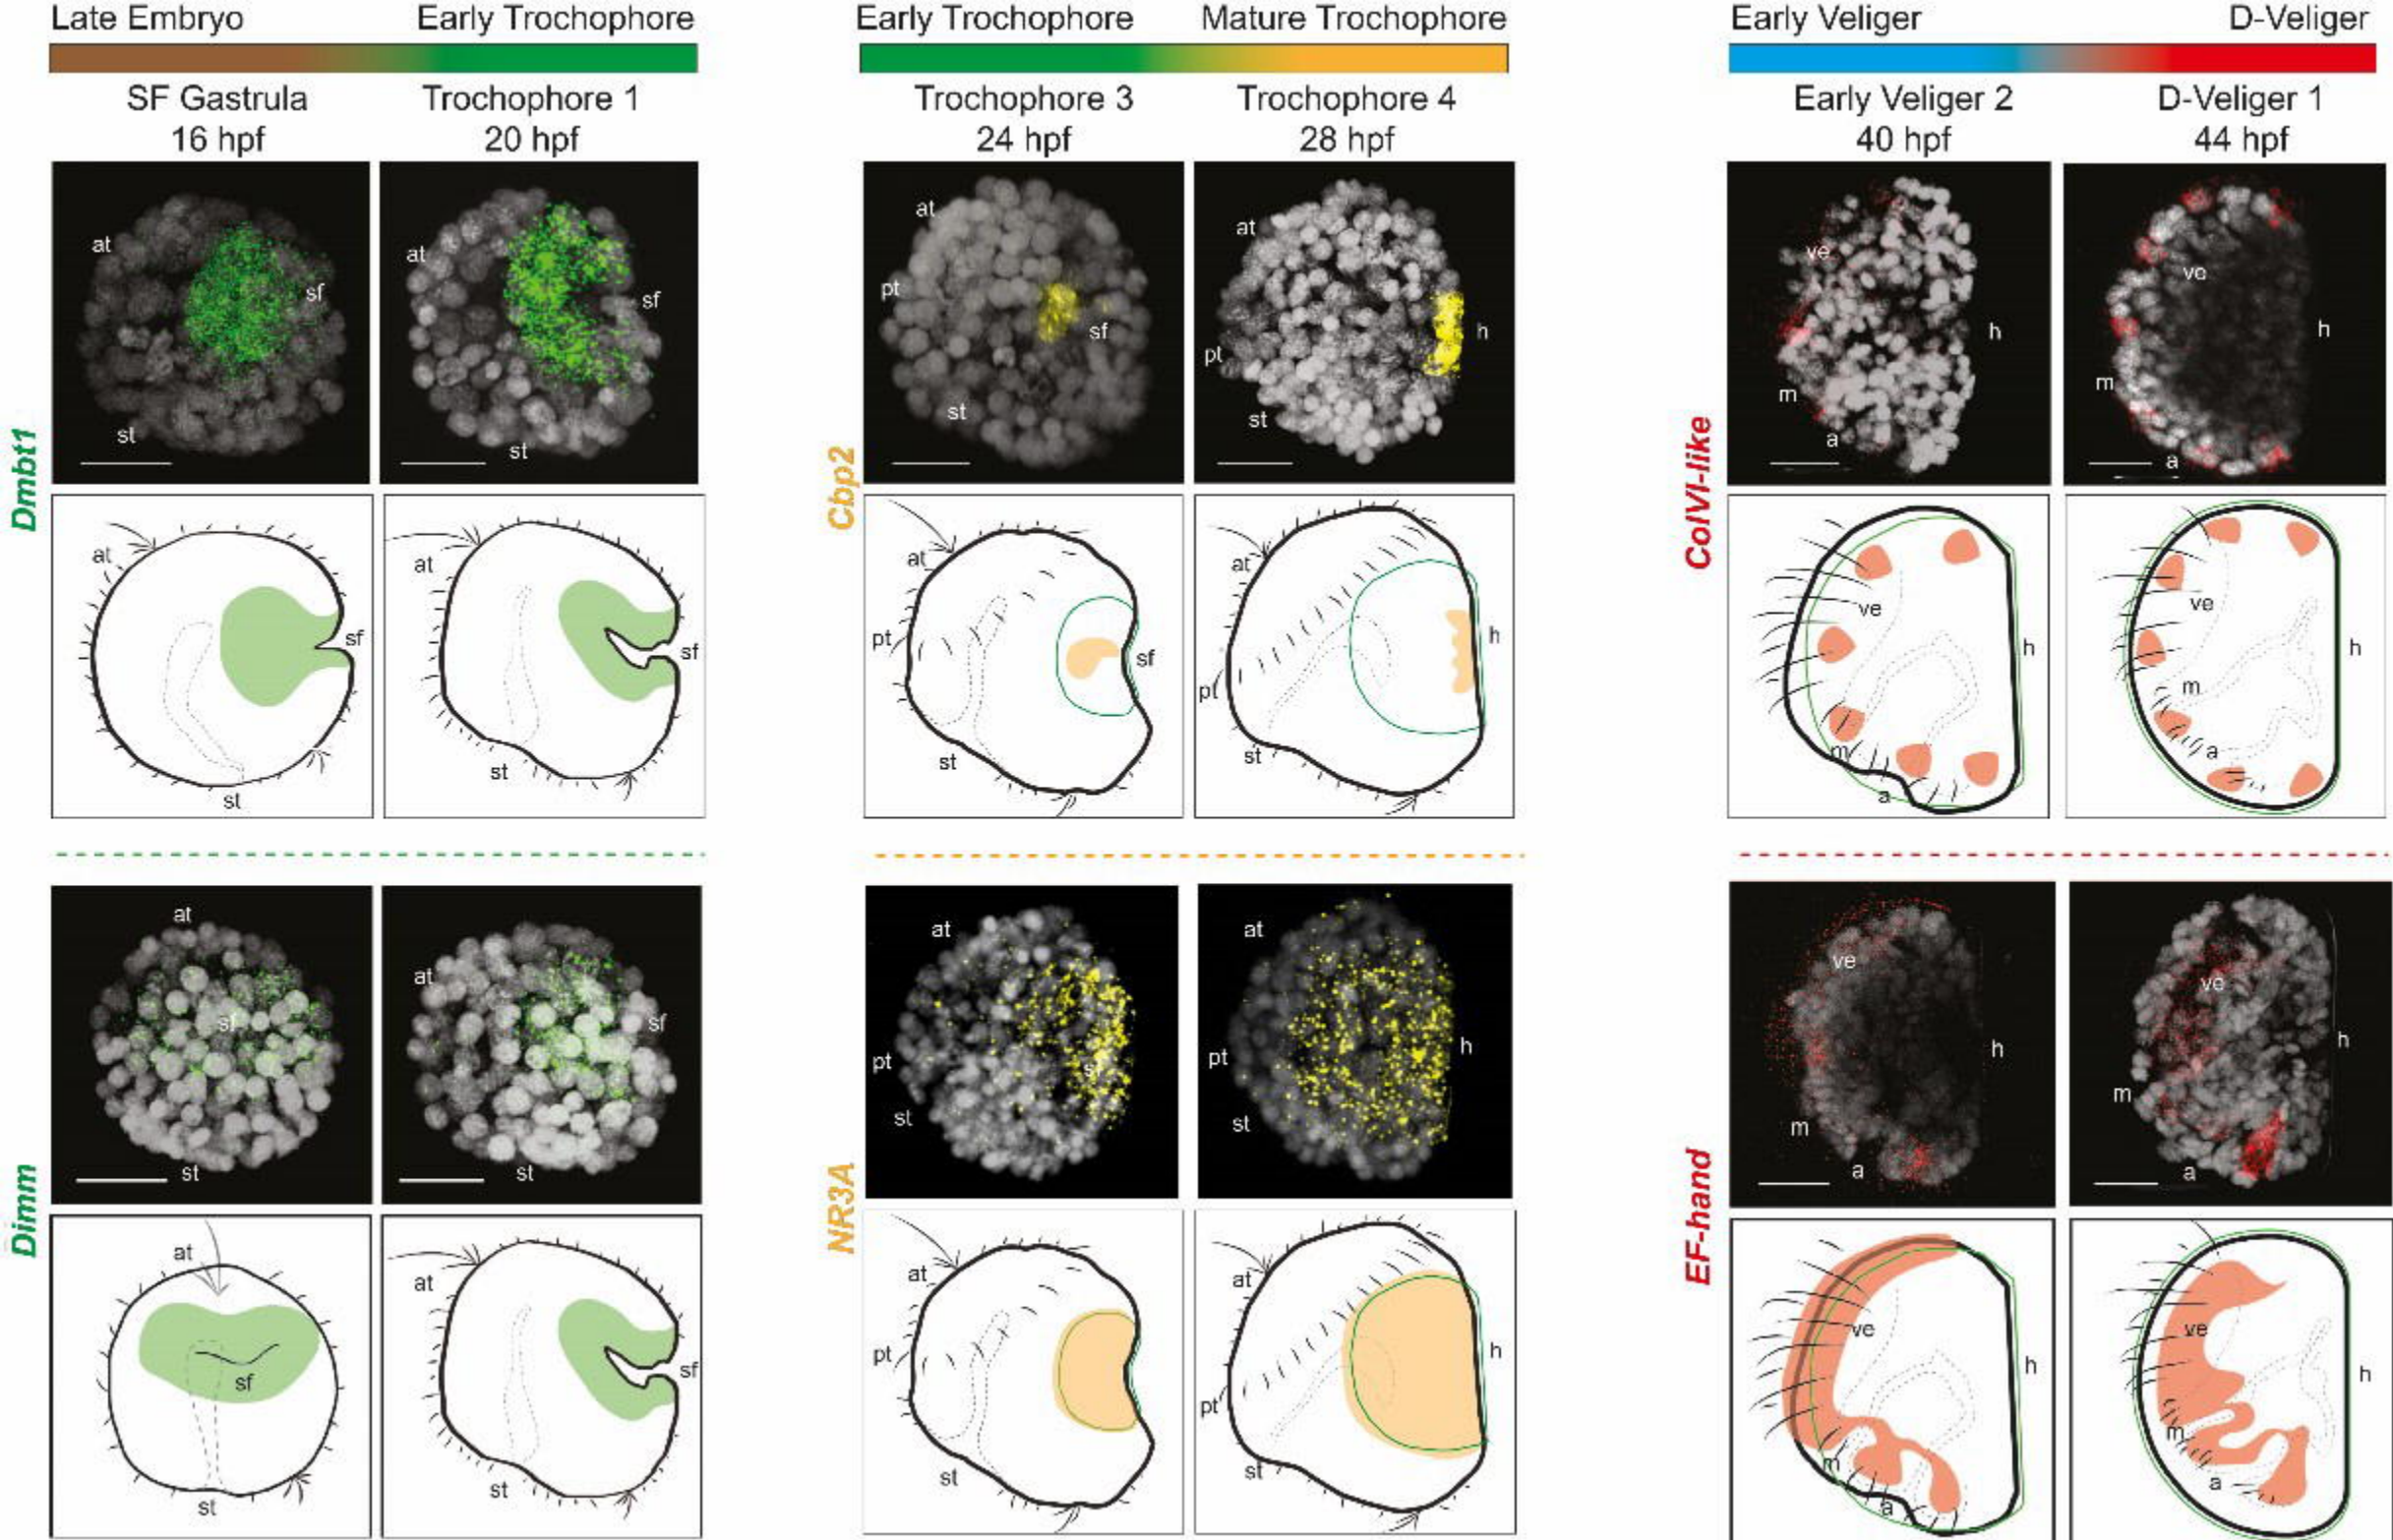 Late Embryo Early Trochophore
SF Gastrula Trochophore 1
16 hpf 20 hpf
Early Trochophore Mature Trochophore
Trochophore 3 Trochophore 4
24 hpf 28 hpf
Early Veliger D-Veliger
Early Veliger 2 D-Veliger 1
40 hpf 44 hpf
Dmbt1
at
sf
st
at
sf
st
at
sf
st
at
sf
st
Cbp2
at
pt
sf
st
at
pt
h
st
at
pt
sf
st
at
pt
h
st
ColVI-like
ve
h
m
a
ve
h
m
a
ve
h
m
a
ve
h
m
a
Dimm
at
sf
st
at
sf
st
at
sf
st
at
sf
st
NR3A
at
pt
sf
st
at
pt
h
st
at
pt
st
at
pt
h
st
EF-hand
ve
h
m
a
ve
h
m
a
ve
h
m
a
ve
h
m
a